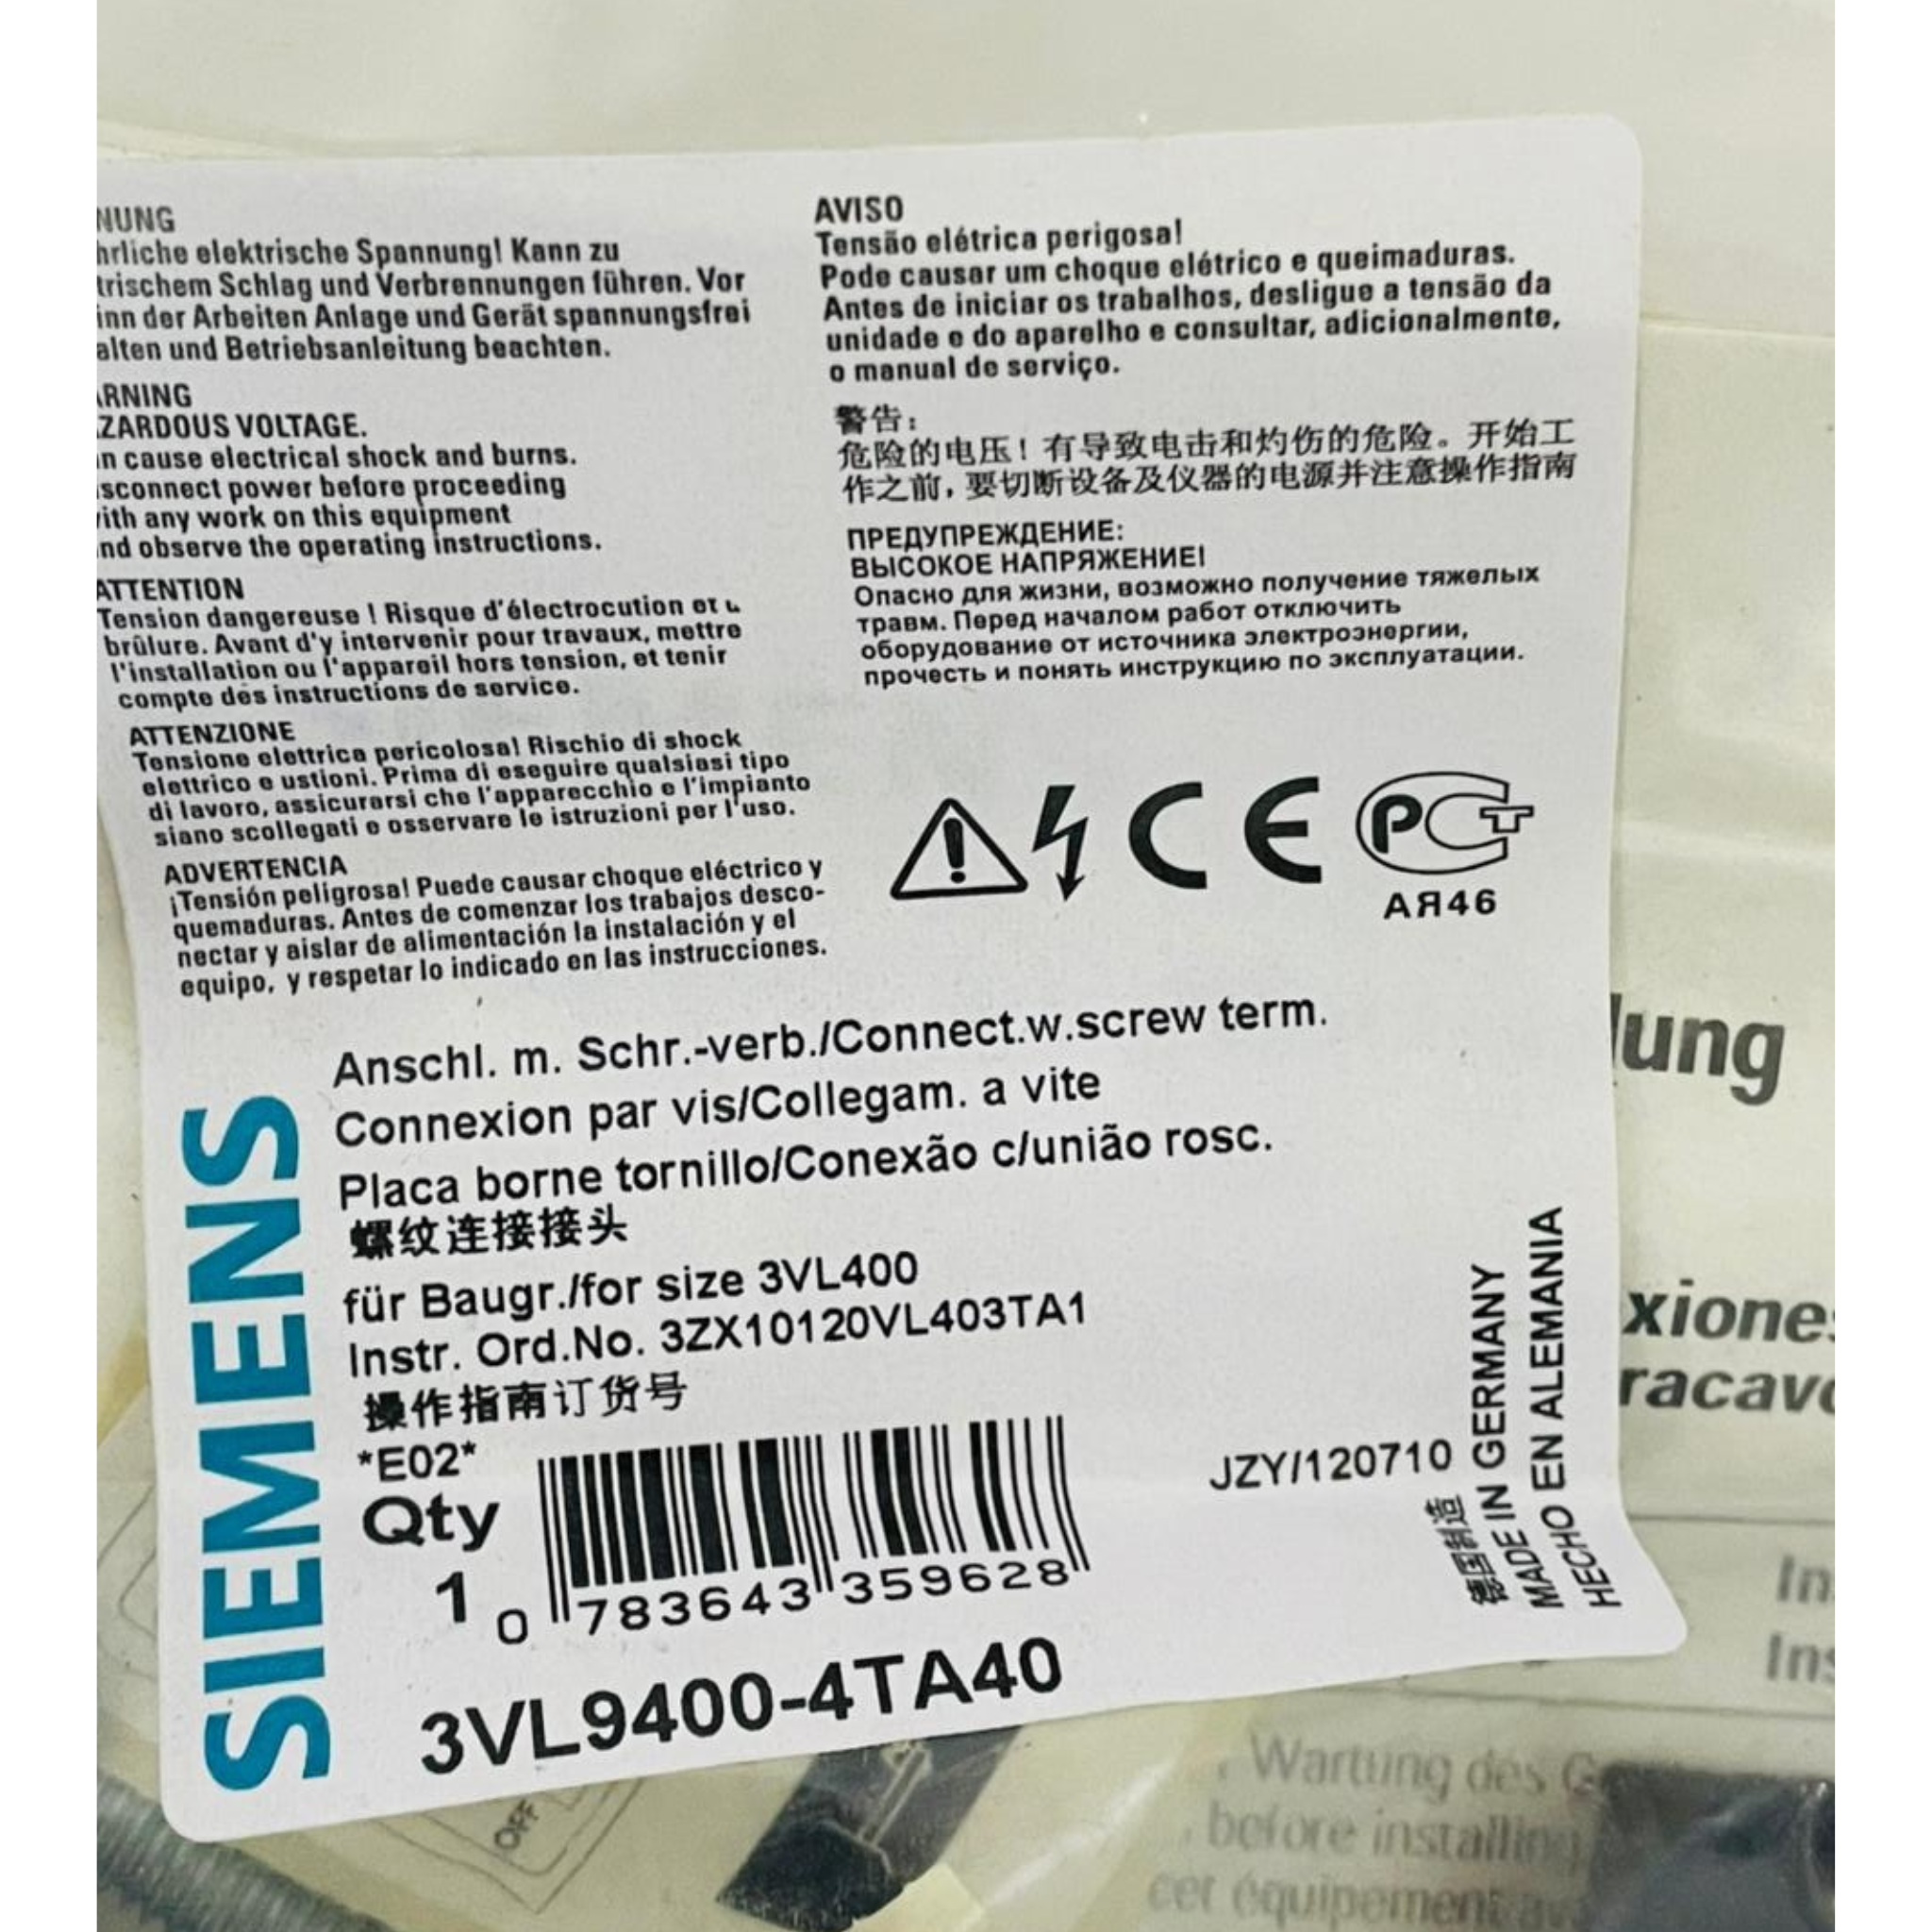 NUNG
hrliche elektrische Spannung! Kann zu
trischem Schlag und Verbrennungen führen. Vor
inn der Arbeiten Anlage und Gerät spannungsfrei
alten und Betriebsanleitung beachten.
ARNING
ZARDOUS VOLTAGE.
n cause electrical shock and burns.
sconnect power before proceeding
ith any work on this equipment
nd observe the operating instructions.
ATTENTION
Tension dangereuse ! Risque d'électrocution et
brûlure. Avant d'y intervenir pour travaux, mettre
l'installation ou l'appareil hors tension, et tenir
compte des instructions de service.
ATTENZIONE
Tensione elettrica pericolosa! Rischio di shock
elettrico e ustioni. Prima di eseguire qualsiasi tipo
di lavoro, assicurarsi che l'apparecchio e l'impianto
siano scollegati e osservare le istruzioni per l'uso.
ADVERTENCIA
¡Tensión peligrosa! Puede causar choque eléctrico y
quemaduras. Antes de comenzar los trabajos desco-
nectar y aislar de alimentación la instalación y el
equipo, y respetar lo indicado en las instrucciones.
AVISO
Tensão elétrica perigosa!
Pode causar um choque elétrico e queimaduras.
Antes de iniciar os trabalhos, desligue a tensão da
unidade e do aparelho e consultar, adicionalmente,
o manual de serviço.
警告：
危险的电压！有导致电击和灼伤的危险。开始工
作之前，要切断设备及仪器的电源并注意操作指南
ПРЕДУПРЕЖДЕНИЕ:
ВЫСОКОЕ НАПРЯЖЕНИЕ!
Опасно для жизни, возможно получение тяжелых
травм. Перед началом работ отключить
оборудование от источника электроэнергии,
прочесть и понять инструкцию по эксплуатации.
CE
РСТ
АЯ46
SIEMENS
Anschl. m. Schr.-verb./Connect.w.screw term.
Connexion par vis/Collegam. a vite
Placa borne tornillo/Conexão c/união rosc.
螺纹连接接头
für Baugr./for size 3VL400
Instr. Ord.No. 3ZX10120VL403TA1
操作指南订货号
*E02*
Qty
1
0 783643 359628
3VL9400-4TA40
JZY/120710
德国制造
MADE IN GERMANY
HECHO EN ALEMANIA
lung
xione
racavo
In
Ins
OFF
Wartung des G
before installing
cet équipement av